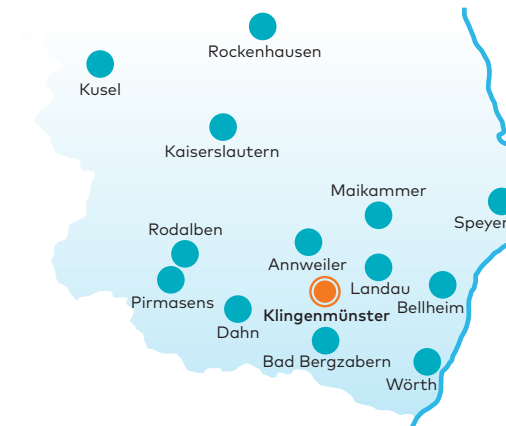 Rockenhausen
Kusel
Kaiserslautern
Maikammer
Speyer
Rodalben
Annweiler
Landau
Pirmasens
Bellheim
Klingenmünster
Dahn
Bad Bergzabern
Wörth